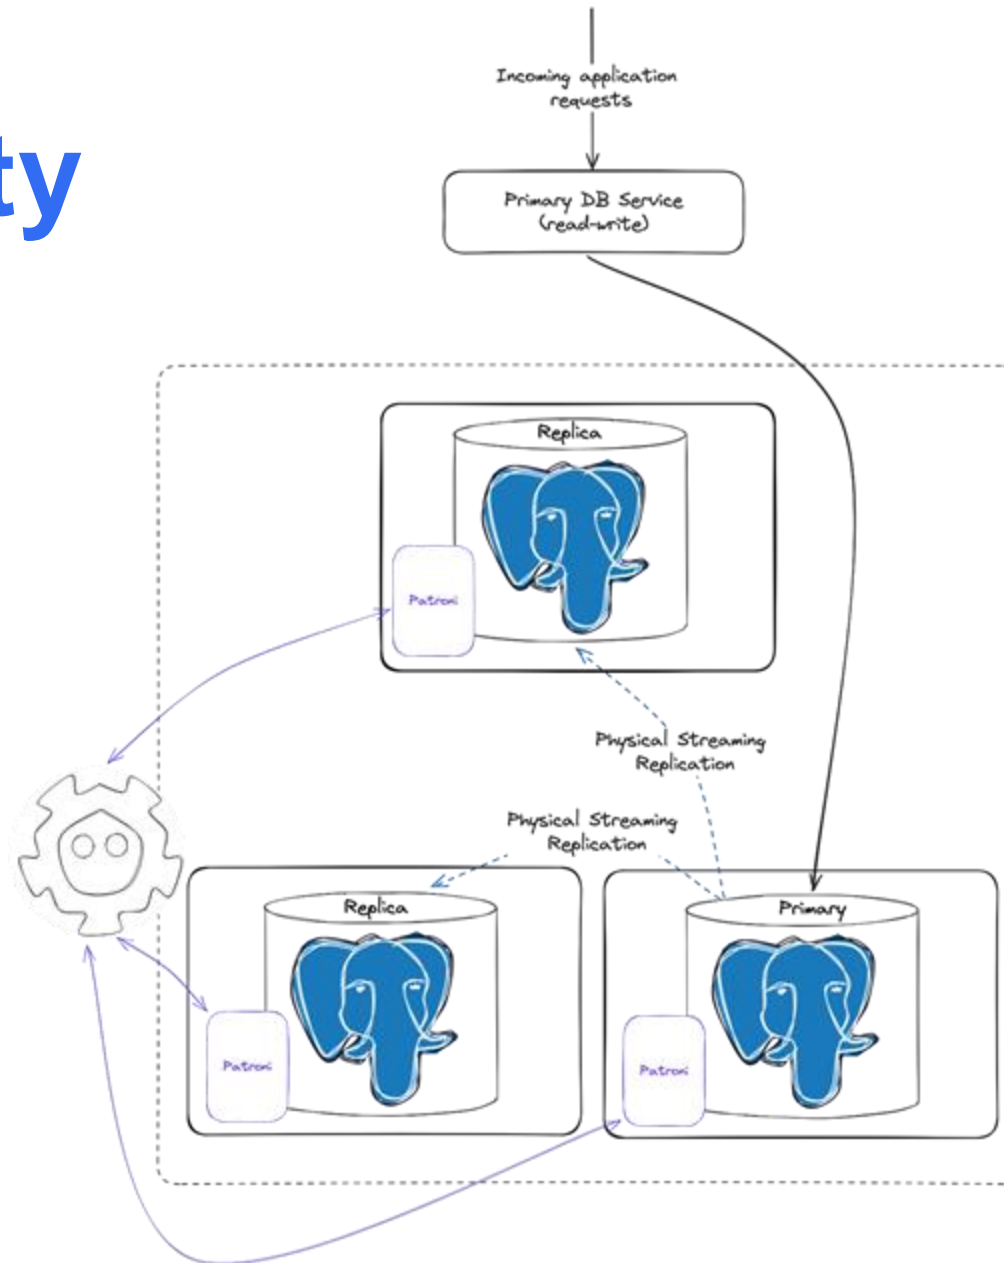 ty
Incoming application
requests
Primary DB Service
(read-write)
Replica
Patroni
Physical Streaming
Replication
Physical Streaming
Replication
Replica
Primary
Patroni
Patroni